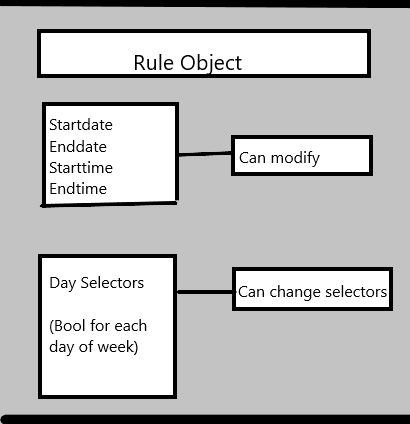 Rule Object
Startdate
Enddate
Starttime
Endtime
Can modify
Day Selectors
(Bool for each
day of week)
Can change selectors